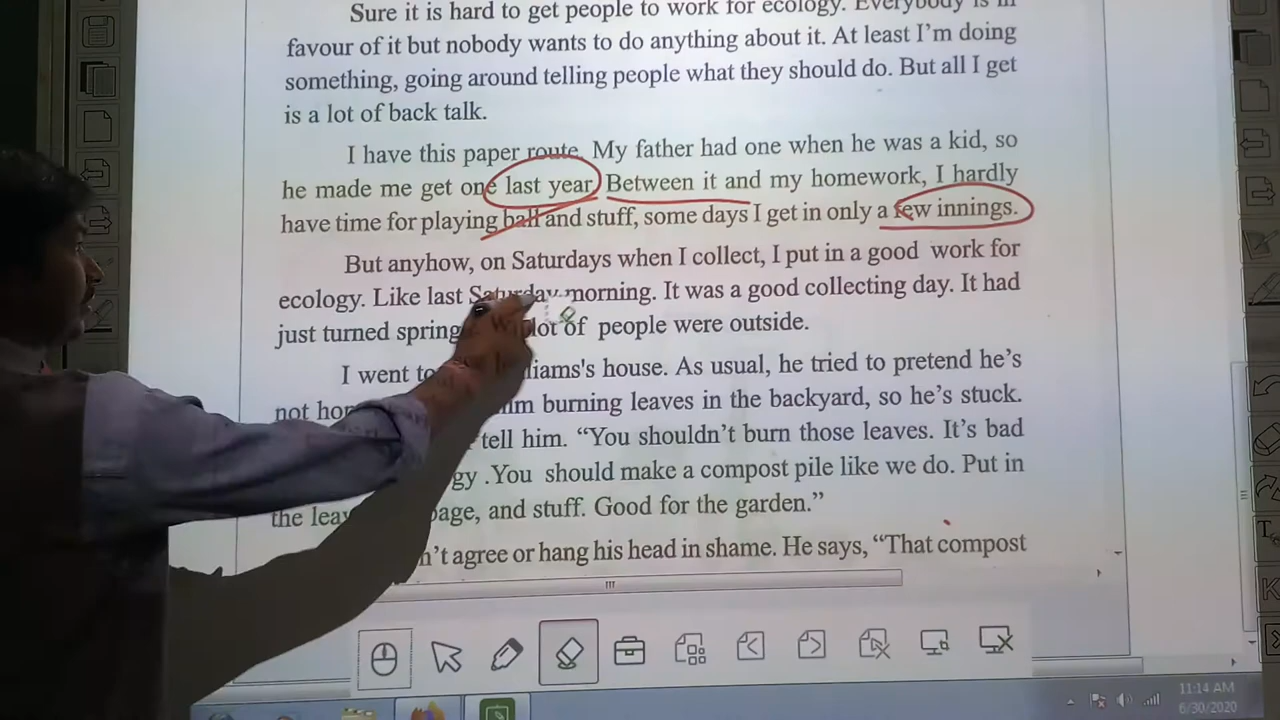 Sure it is hard to get people to work for ecology. Everybody is in
favour of it but nobody wants to do anything about it. At least I'm doing
something, going around telling people what they should do. But all I get
is a lot of back talk.
I have this paper route. My father had one when he was a kid, so
he made me get one last year. Between it and my homework, I hardly
have time for playing ball and stuff, some days I get in only a few innings.
But anyhow, on Saturdays when I collect, I put in a good work for
ecology. Like last Saturday morning. It was a good collecting day. It had
just turned spring lot of people were outside.
I went to liams's house. As usual, he tried to pretend he's
not burning leaves in the backyard, so he's stuck.
tell him. “You shouldn't burn those leaves. It's bad
gy .You should make a compost pile like we do. Put in
the and stuff. Good for the garden.”
n't agree or hang his head in shame. He says, “That compost
11:14 AM
6/30/2020